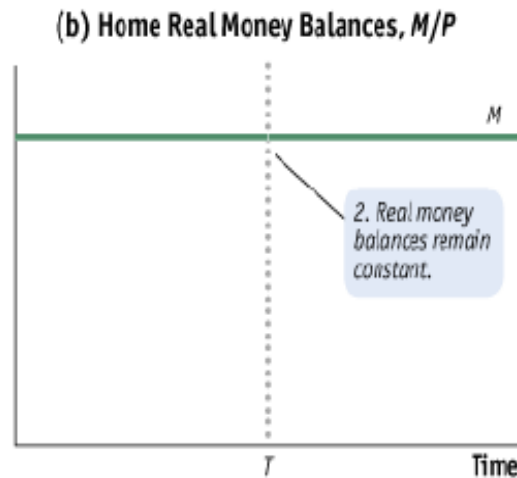 (b) Home Real Money Balances, M/P
M
2. Real money
balances remain
constant.
T
Time